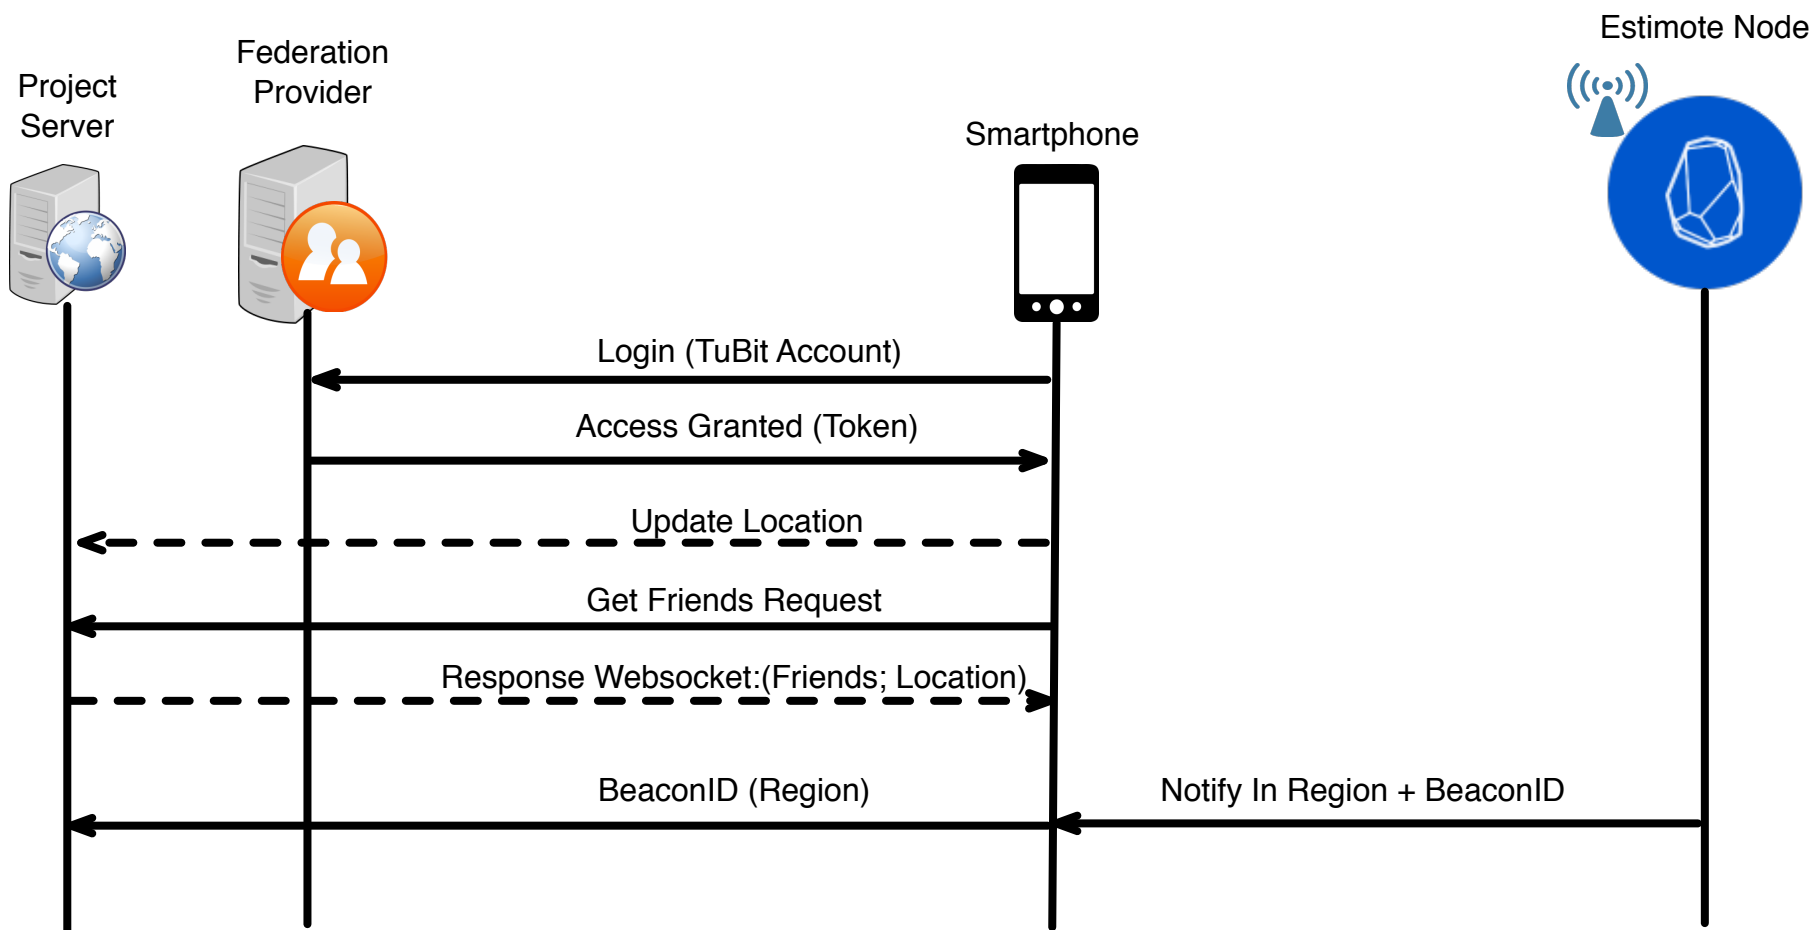 Estimote Node
Federation
Provider
Project
Server
Smartphone
Login (TuBit Account)
Access Granted (Token)
Update Location
Get Friends Request
Response Websocket:(Friends; Location)
BeaconID (Region)
Notify In Region + BeaconID